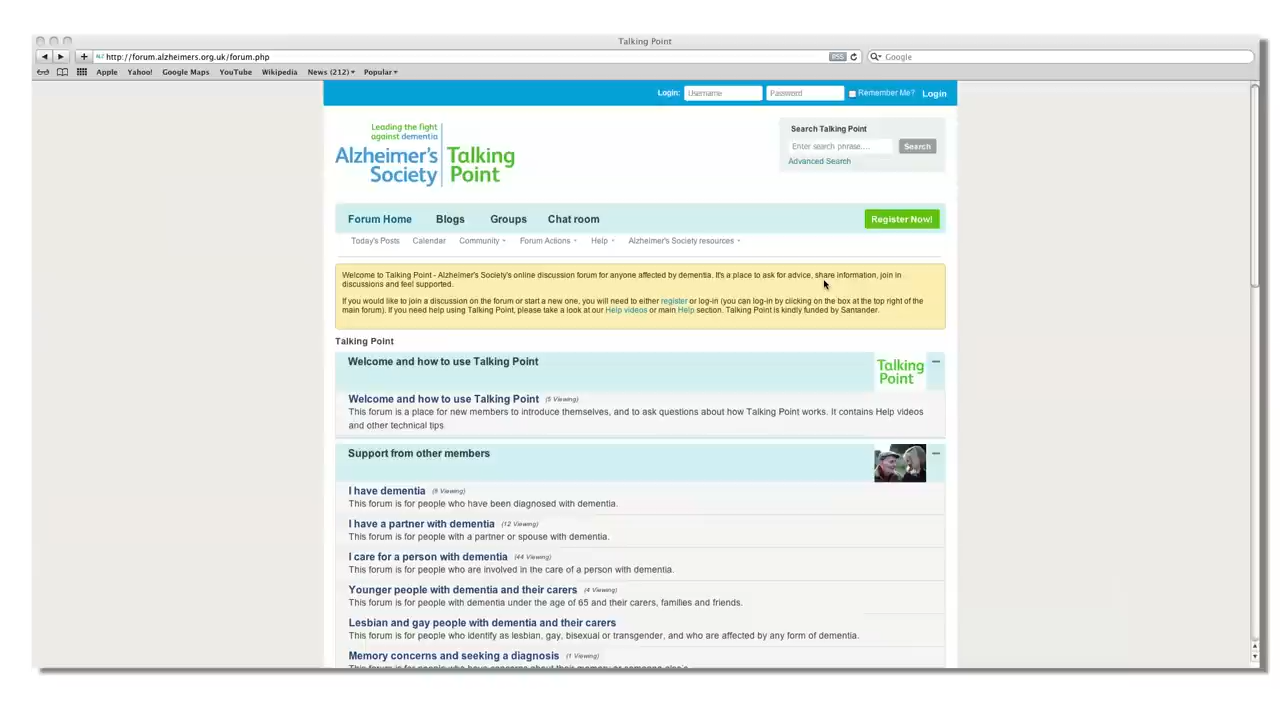 Talking Point
http://forum.alzheimers.org.uk/forum.php
RSS
Google
Apple
Yahoo!
Google Maps
YouTube
Wikipedia
News (212)
Popular
Login:
Username
Password
Remember Me?
Login
Leading the fight
against dementia
Alzheimer's
Society
Talking
Point
Search Talking Point
Enter search phrase....
Search
Advanced Search
Forum Home
Blogs
Groups
Chat room
Register Now!
Today's Posts
Calendar
Community
Forum Actions
Help
Alzheimer's Society resources
Welcome to Talking Point - Alzheimer's Society's online discussion forum for anyone affected by dementia. It's a place to ask for advice, share information, join in
discussions and feel supported.
If you would like to join a discussion on the forum or start a new one, you will need to either register or log-in (you can log-in by clicking on the box at the top right of the
main forum). If you need help using Talking Point, please take a look at our Help videos or main Help section. Talking Point is kindly funded by Santander.
Talking Point
Welcome and how to use Talking Point
Talking
Point
Welcome and how to use Talking Point (5 Viewing)
This forum is a place for new members to introduce themselves, and to ask questions about how Talking Point works. It contains Help videos
and other technical tips
Support from other members
I have dementia
This forum is for people who have been diagnosed with dementia.
I have a partner with dementia (12 Viewing)
This forum is for people with a partner or spouse with dementia.
I care for a person with dementia (44 Viewing)
This forum is for people who are involved in the care of a person with dementia.
Younger people with dementia and their carers (4 Viewing)
This forum is for people with dementia under the age of 65 and their carers, families and friends.
Lesbian and gay people with dementia and their carers
This forum is for people who identify as lesbian, gay, bisexual or transgender, and who are affected by any form of dementia.
Memory concerns and seeking a diagnosis (1 Viewing)